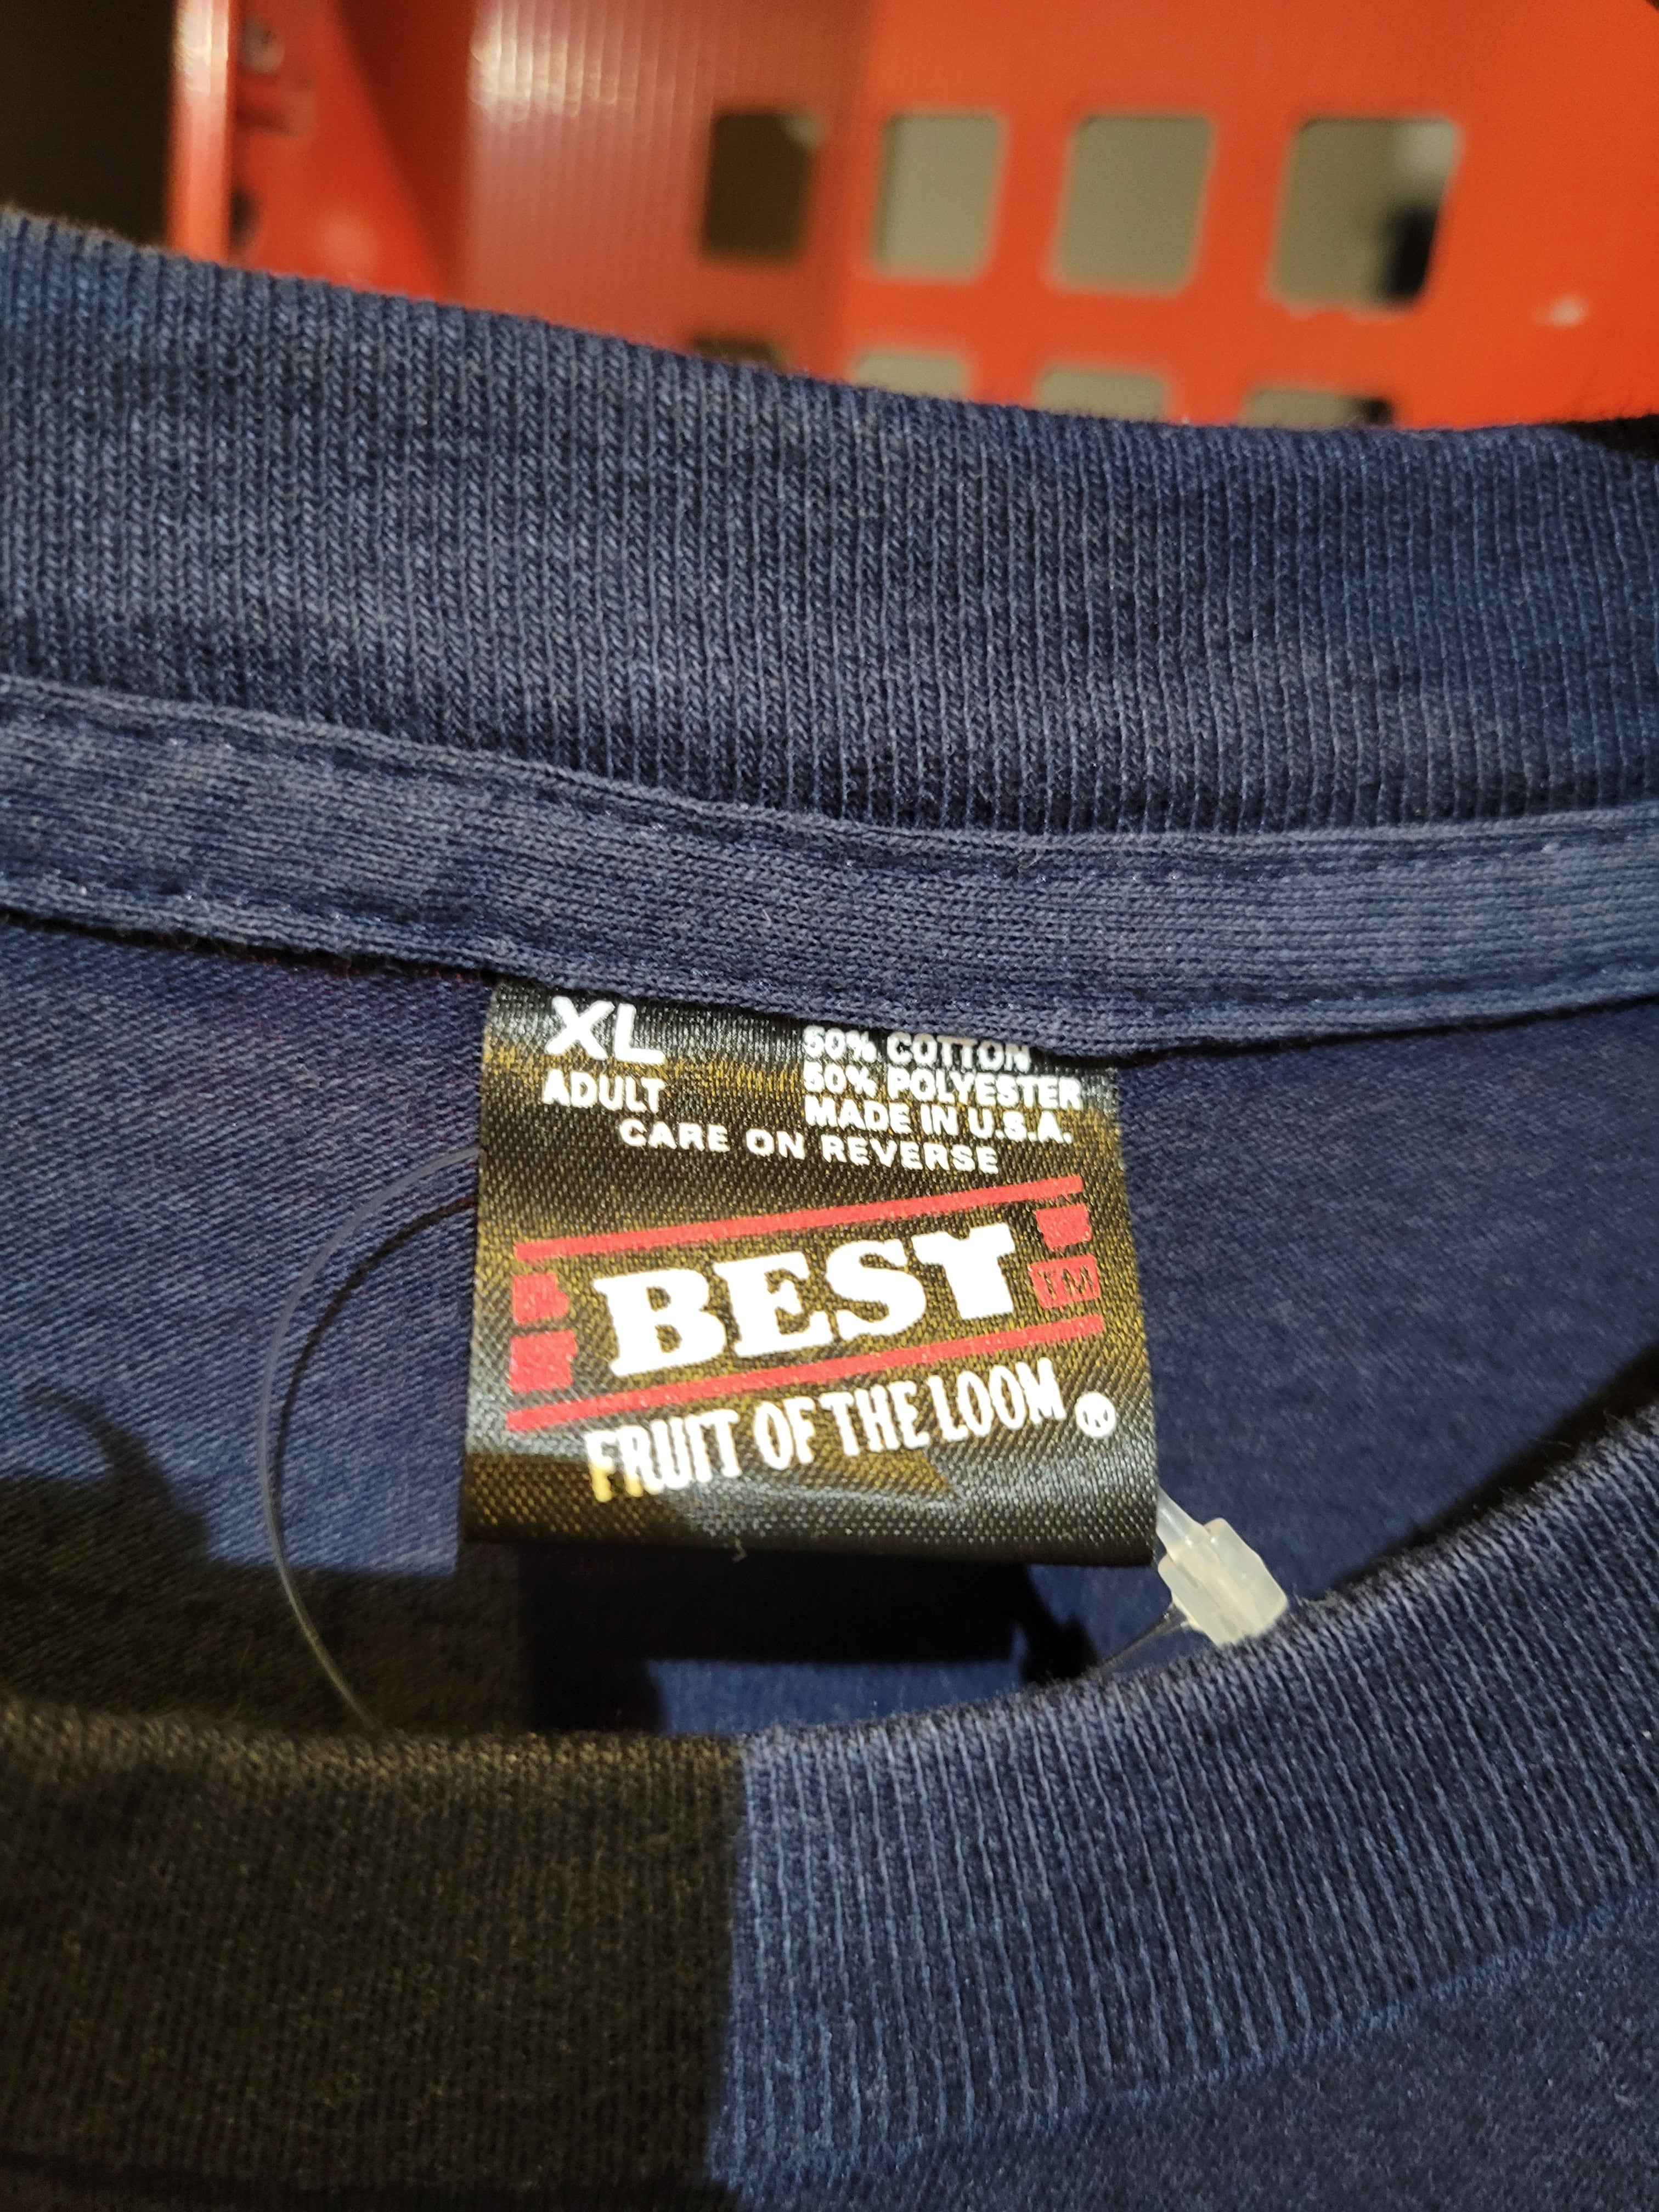 XL
ADULT
50% COTTON
50% POLYESTER
MADE IN U.S.A.
CARE ON REVERSE
BEST
TM
FRUIT OF THE LOOM ®